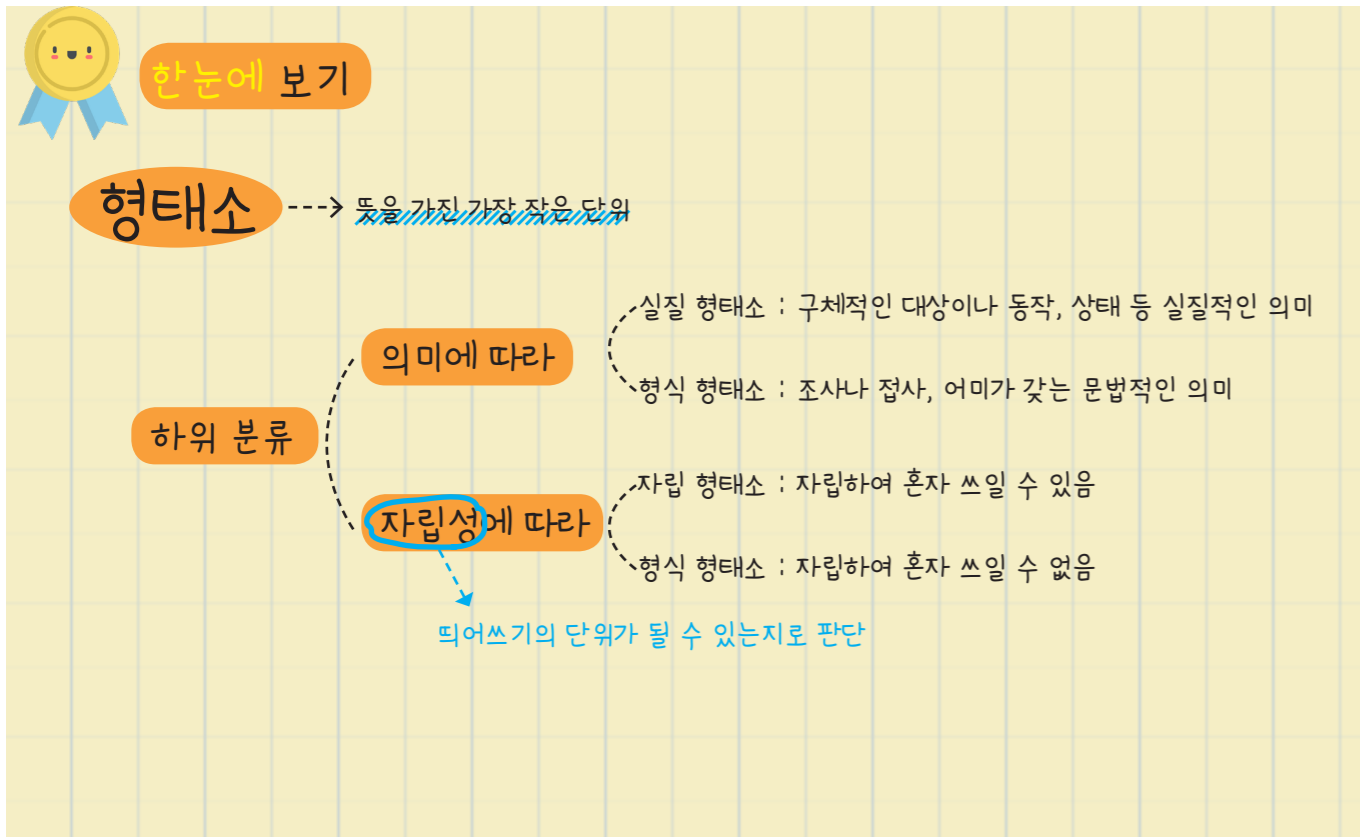 한눈에 보기
형태소
뜻을 가진 가장 작은 단위
실질 형태소 : 구체적인 대상이나 동작, 상태 등 실질적인 의미
의미에 따라
형식 형태소 : 조사나 접사, 어미가 갖는 문법적인 의미
하위 분류
자립 형태소 : 자립하여 혼자 쓰일 수 있음
자립성에 따라
형식 형태소 : 자립하여 혼자 쓰일 수 없음
띄어쓰기의 단위가 될 수 있는지로 판단